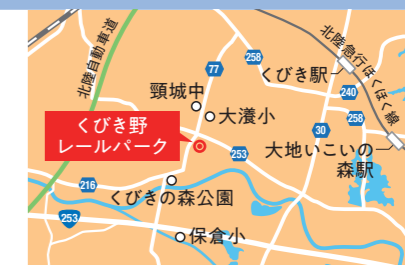 北陸自動車道
北陸急行ほくほく線
77
258
くびき駅
240
頸城中
大瀁小
258
30
くびき野
レールパーク
253
大地いこいの
森駅
216
くびきの森公園
253
保倉小